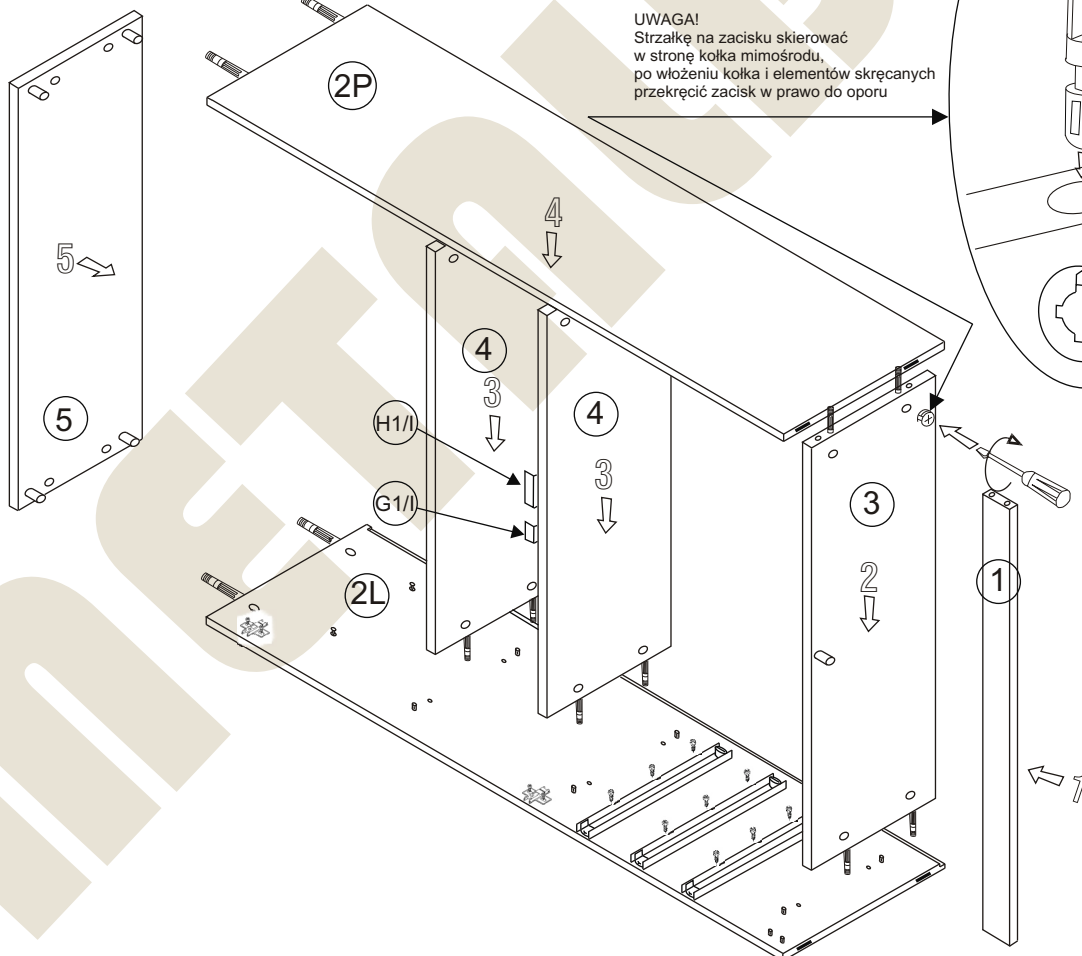 UWAGA!
Strzałkę na zacisku skierować
w stronę kołka mimośrodu,
po włożeniu kołka i elementów skręcanych
przekręcić zacisk w prawo do oporu
2P
4
5
4
3
4
3
H1/I
G1/I
5
3
2
1
2L
1